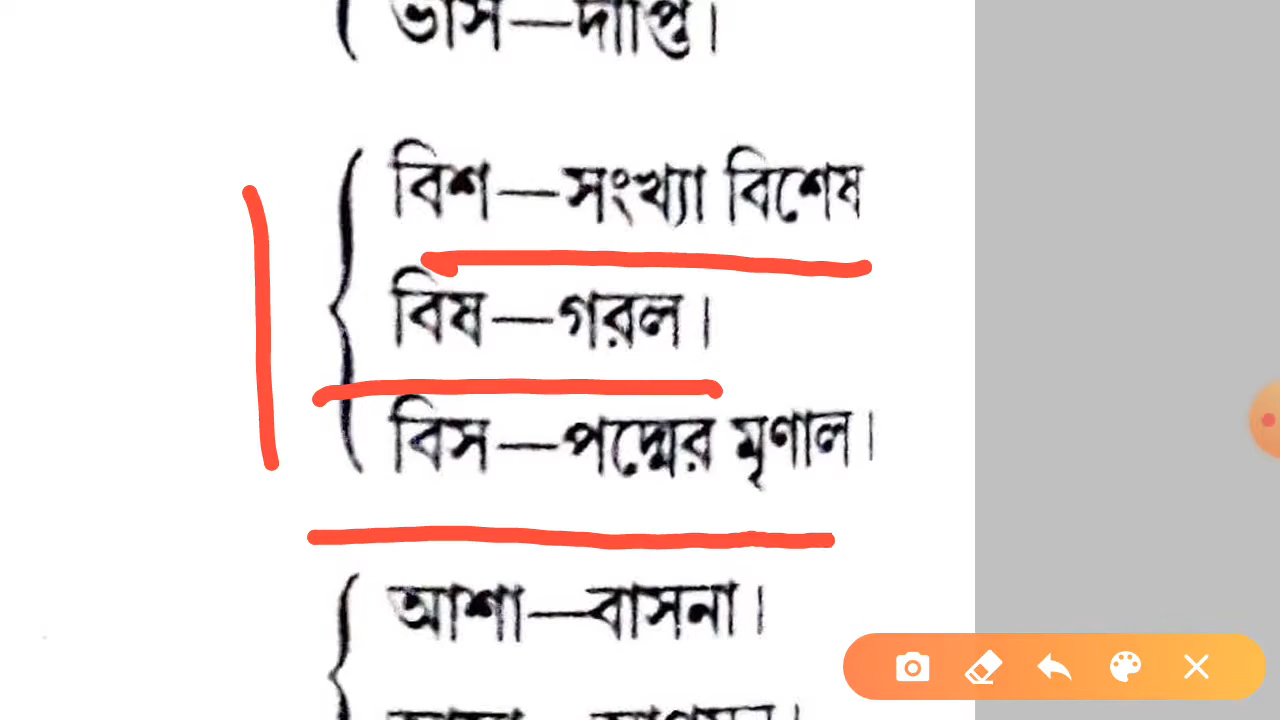 ভাস—দীপ্তি।
বিশ—সংখ্যা বিশেষ
বিষ—গরল।
বিস—পদ্মের মৃণাল।
আশা—বাসনা।